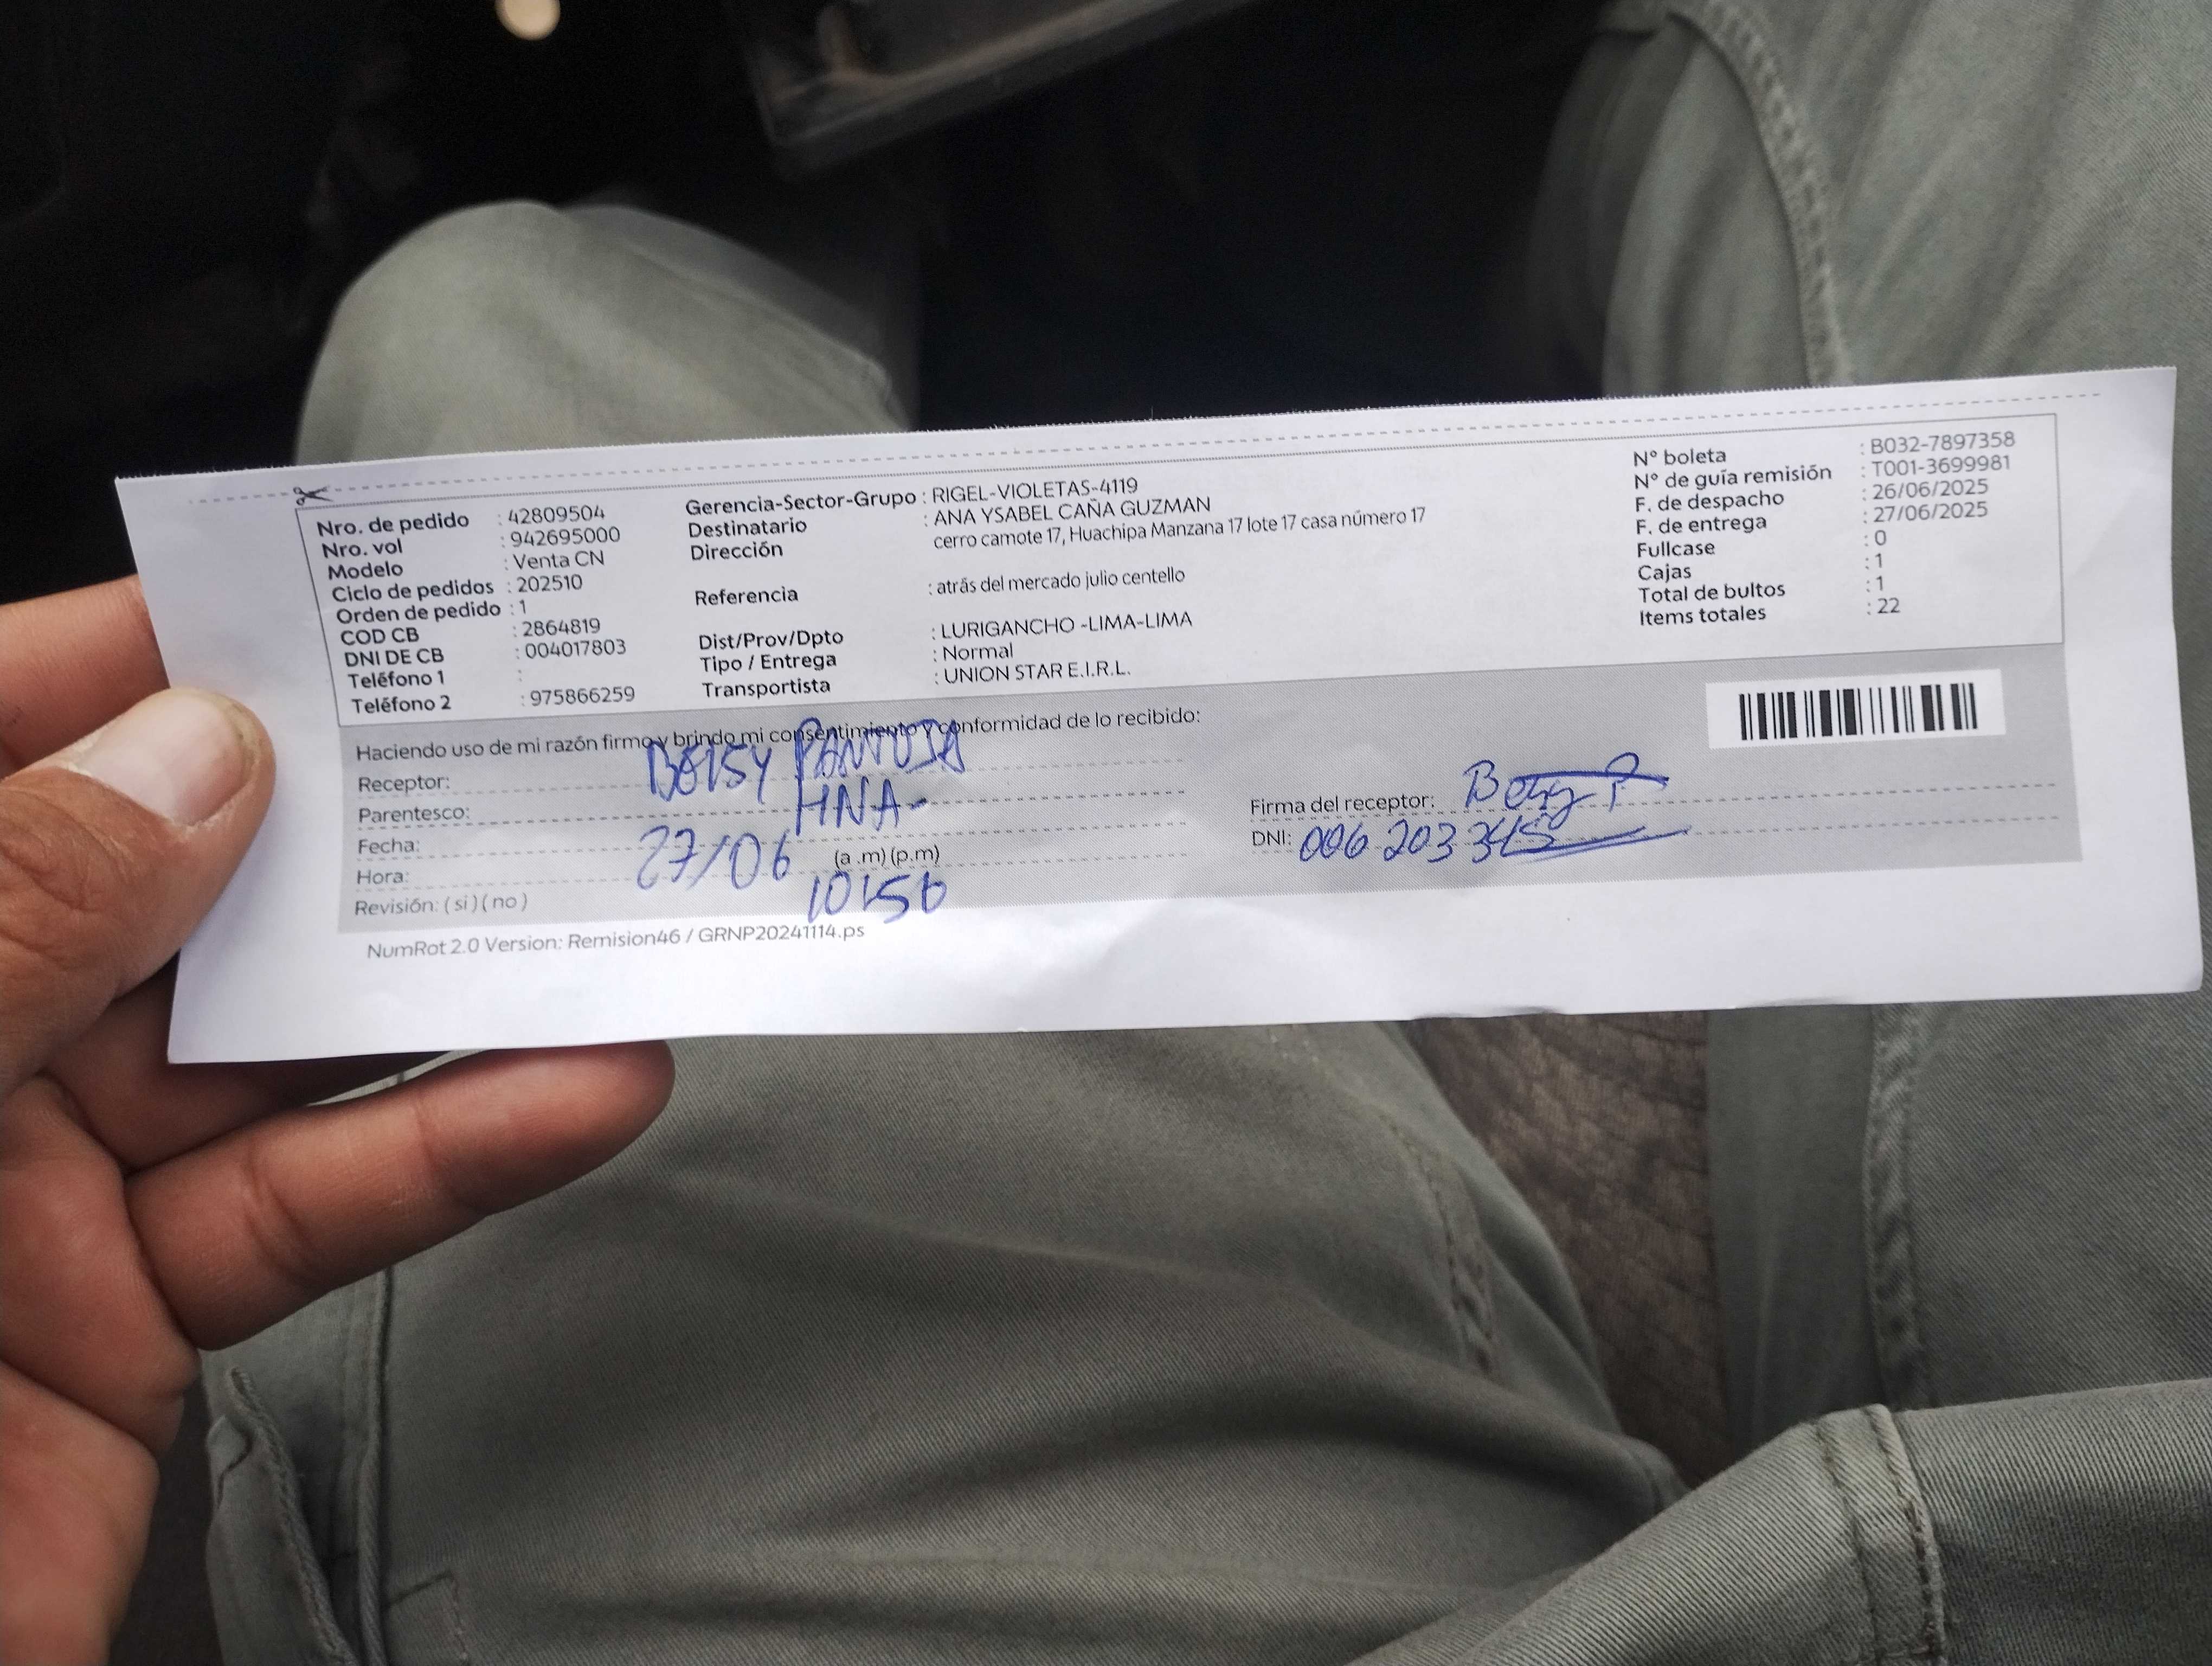 Nro. de pedido : 42809504
Nro. vol : 942695000
Modelo : Venta CN
Ciclo de pedidos : 202510
Orden de pedido : 1
COD CB : 2864819
DNI DE CB : 004017803
Teléfono 1 :
Teléfono 2 : 975866259
Gerencia-Sector-Grupo : RIGEL-VIOLETAS-4119
Destinatario : ANA YSABEL CAÑA GUZMAN
Dirección cerro camote 17, Huachipa Manzana 17 lote 17 casa número 17
Referencia : atrás del mercado julio centello
Dist/Prov/Dpto : LURIGANCHO -LIMA-LIMA
Tipo / Entrega : Normal
Transportista : UNION STAR E.I.R.L.
N° boleta : B032-7897358
N° de guía remisión : T001-3699981
F. de despacho : 26/06/2025
F. de entrega : 27/06/2025
Fullcase : 0
Cajas : 1
Total de bultos : 1
Items totales : 22
Haciendo uso de mi razón firmo y brindo mi consentimiento y conformidad de lo recibido:
Receptor: BETSY PANTOJA
Parentesco: HNA-
Fecha: 27/06
Hora: (a .m) (p.m) 10:56
Revisión: ( si ) ( no )
Firma del receptor: Betsy P
DNI: 006 203 345
NumRot 2.0 Version: Remision46 / GRNP20241114.ps